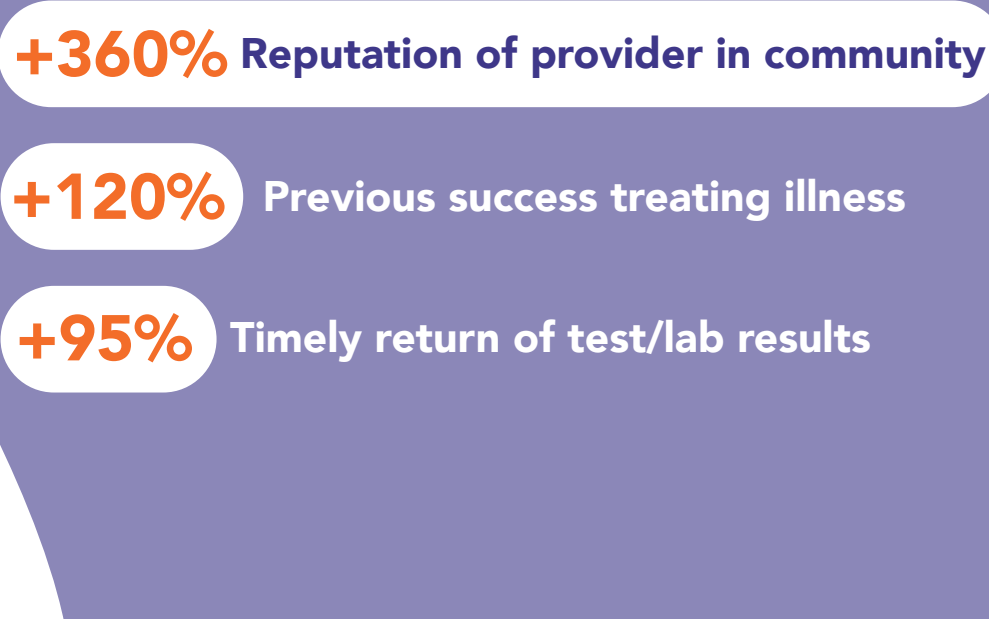 +360% Reputation of provider in community
+120% Previous success treating illness
+95% Timely return of test/lab results